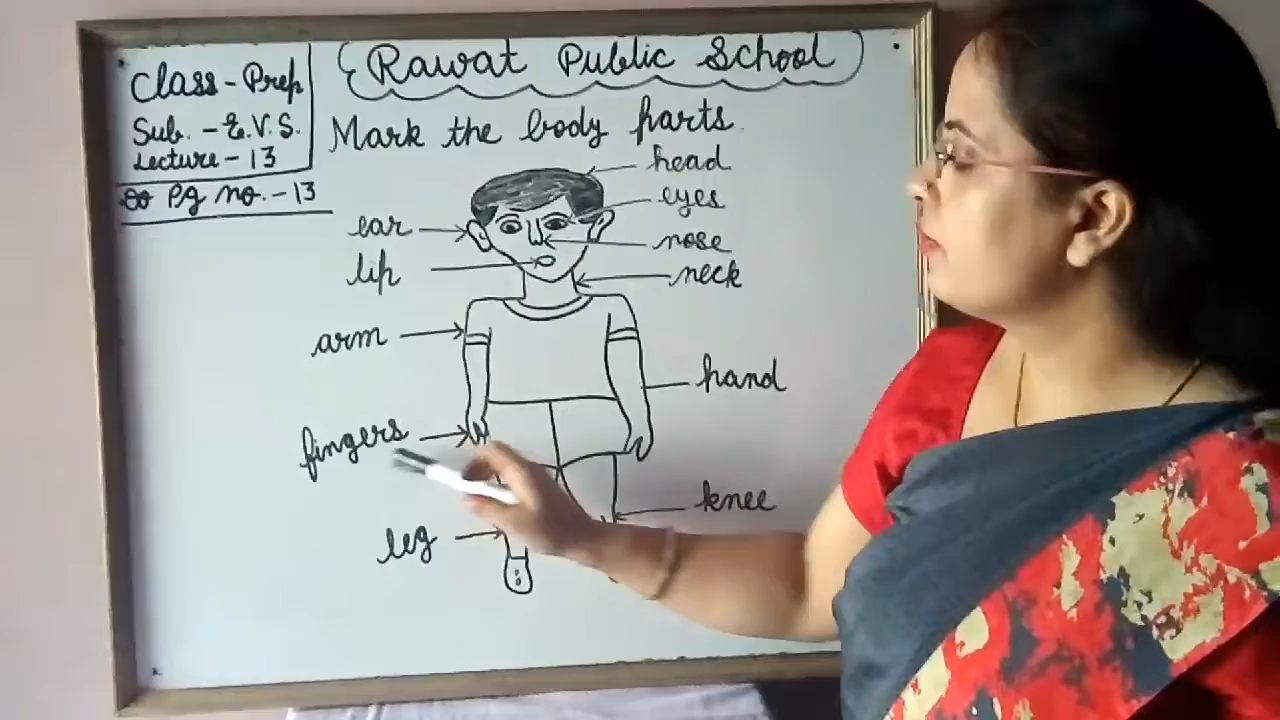 Rawat Public School
Class - Prep
Sub. - E.V.S.
Lecture - 13
Pg no. - 13
Mark the body parts.
head
eyes
ear
nose
lip
neck
arm
hand
fingers
knee
leg